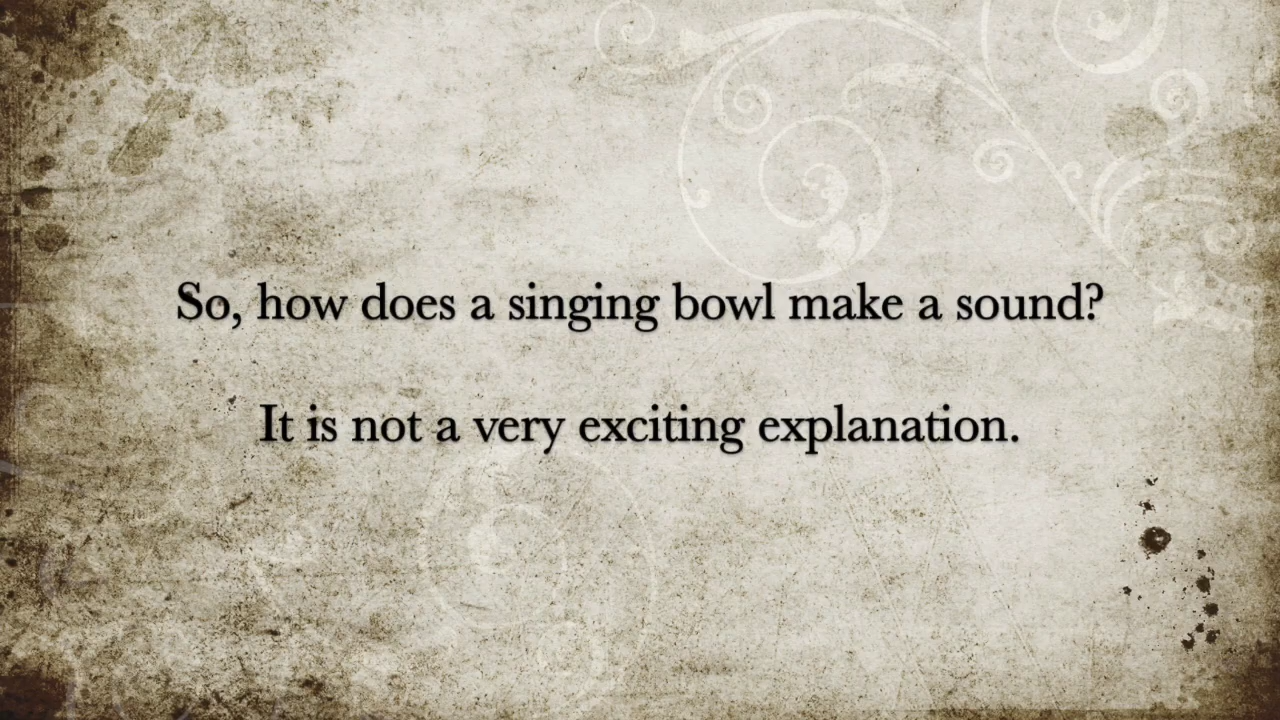 So, how does a singing bowl make a sound?
It is not a very exciting explanation.